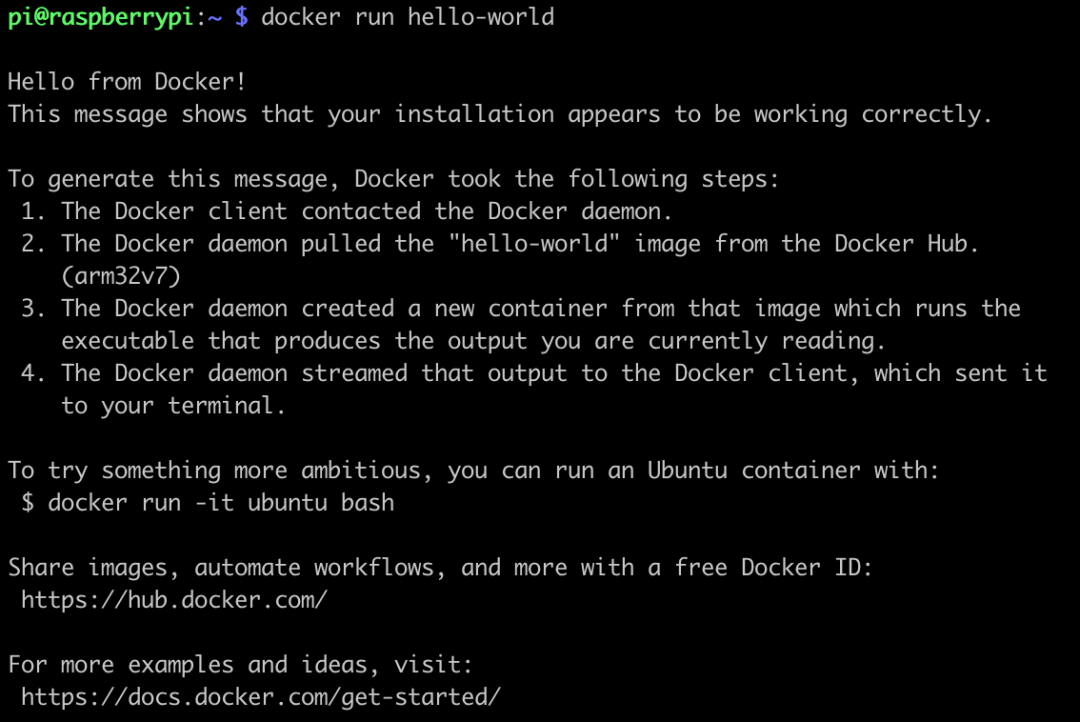 pi@raspberrypi:~ $ docker run hello-world
Hello from Docker!
This message shows that your installation appears to be working correctly.
To generate this message, Docker took the following steps:
1. The Docker client contacted the Docker daemon.
2. The Docker daemon pulled the "hello-world" image from the Docker Hub.
(arm32v7)
3. The Docker daemon created a new container from that image which runs the
executable that produces the output you are currently reading.
4. The Docker daemon streamed that output to the Docker client, which sent it
to your terminal.
To try something more ambitious, you can run an Ubuntu container with:
$ docker run -it ubuntu bash
Share images, automate workflows, and more with a free Docker ID:
https://hub.docker.com/
For more examples and ideas, visit:
https://docs.docker.com/get-started/